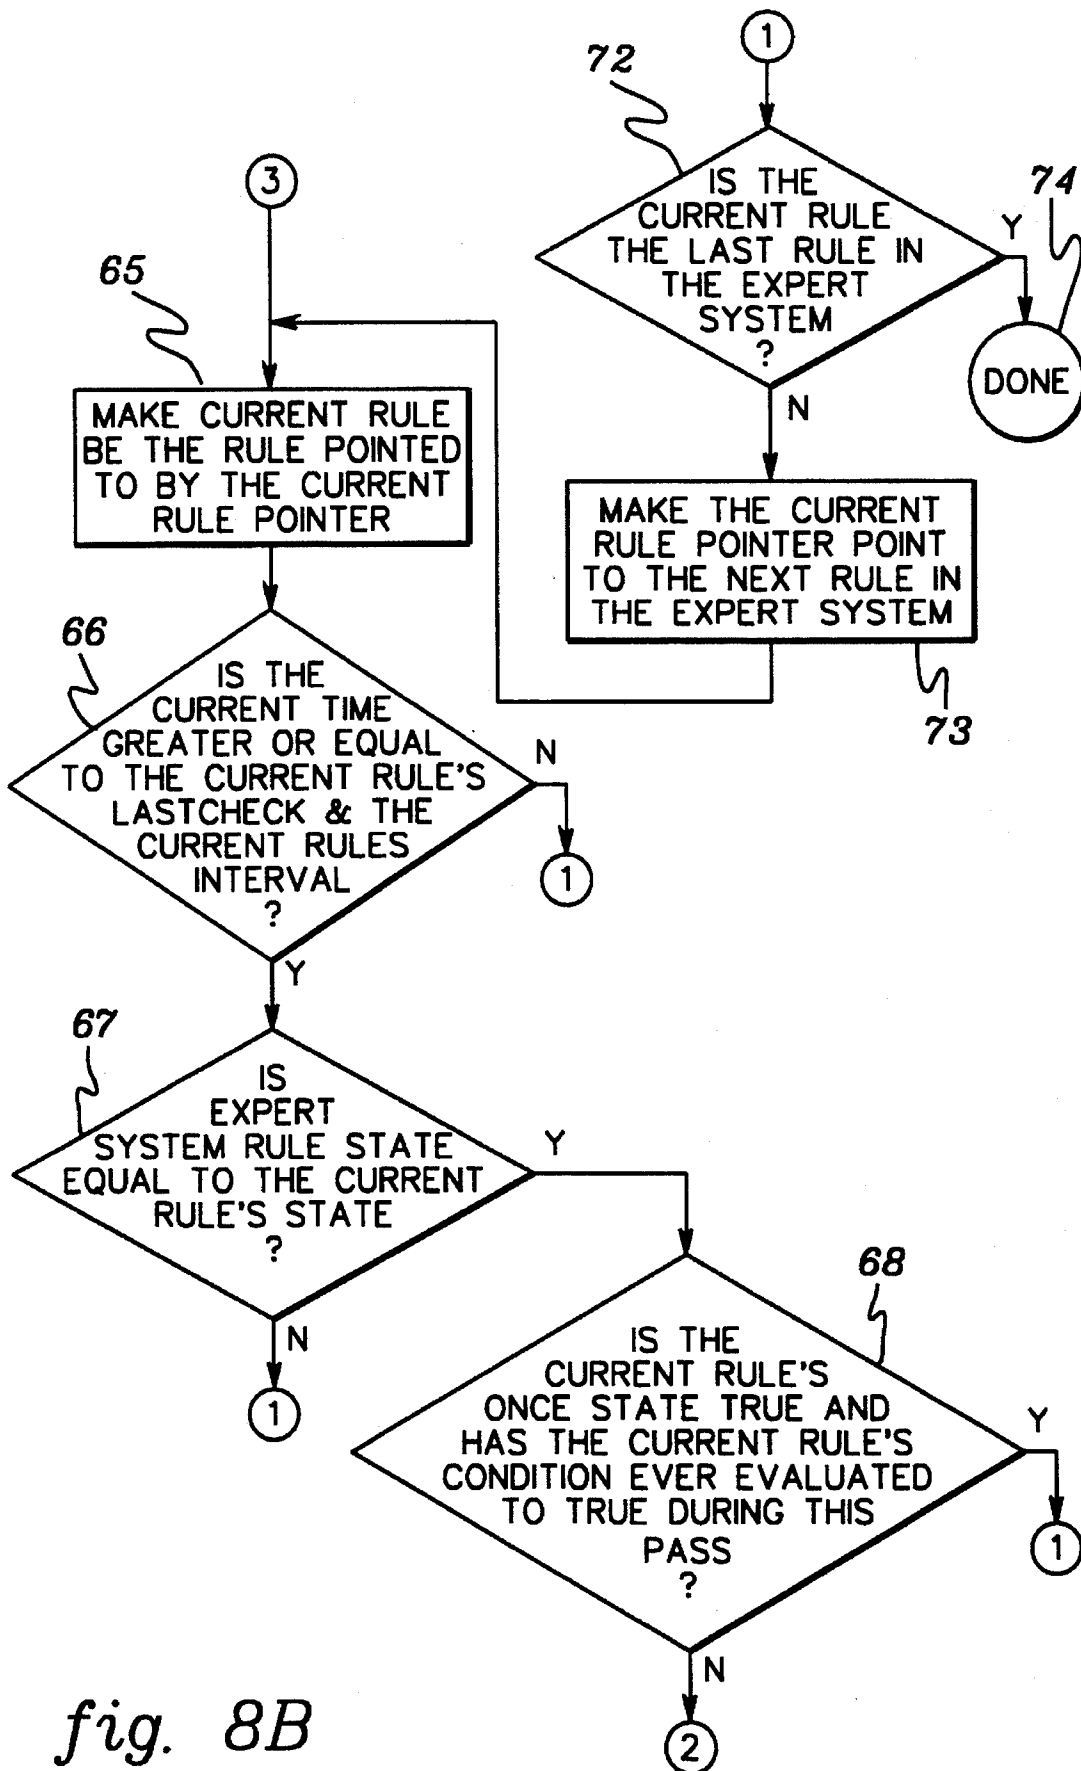 1
72
IS THE
CURRENT RULE
THE LAST RULE IN
THE EXPERT
SYSTEM
?
Y
74
DONE
N
MAKE THE CURRENT
RULE POINTER POINT
TO THE NEXT RULE IN
THE EXPERT SYSTEM
73
3
65
MAKE CURRENT RULE
BE THE RULE POINTED
TO BY THE CURRENT
RULE POINTER
66
IS THE
CURRENT TIME
GREATER OR EQUAL
TO THE CURRENT RULE'S
LASTCHECK & THE
CURRENT RULES
INTERVAL
?
N
1
Y
67
IS
EXPERT
SYSTEM RULE STATE
EQUAL TO THE CURRENT
RULE'S STATE
?
Y
N
1
68
IS THE
CURRENT RULE'S
ONCE STATE TRUE AND
HAS THE CURRENT RULE'S
CONDITION EVER EVALUATED
TO TRUE DURING THIS
PASS
?
Y
1
N
2
fig. 8B